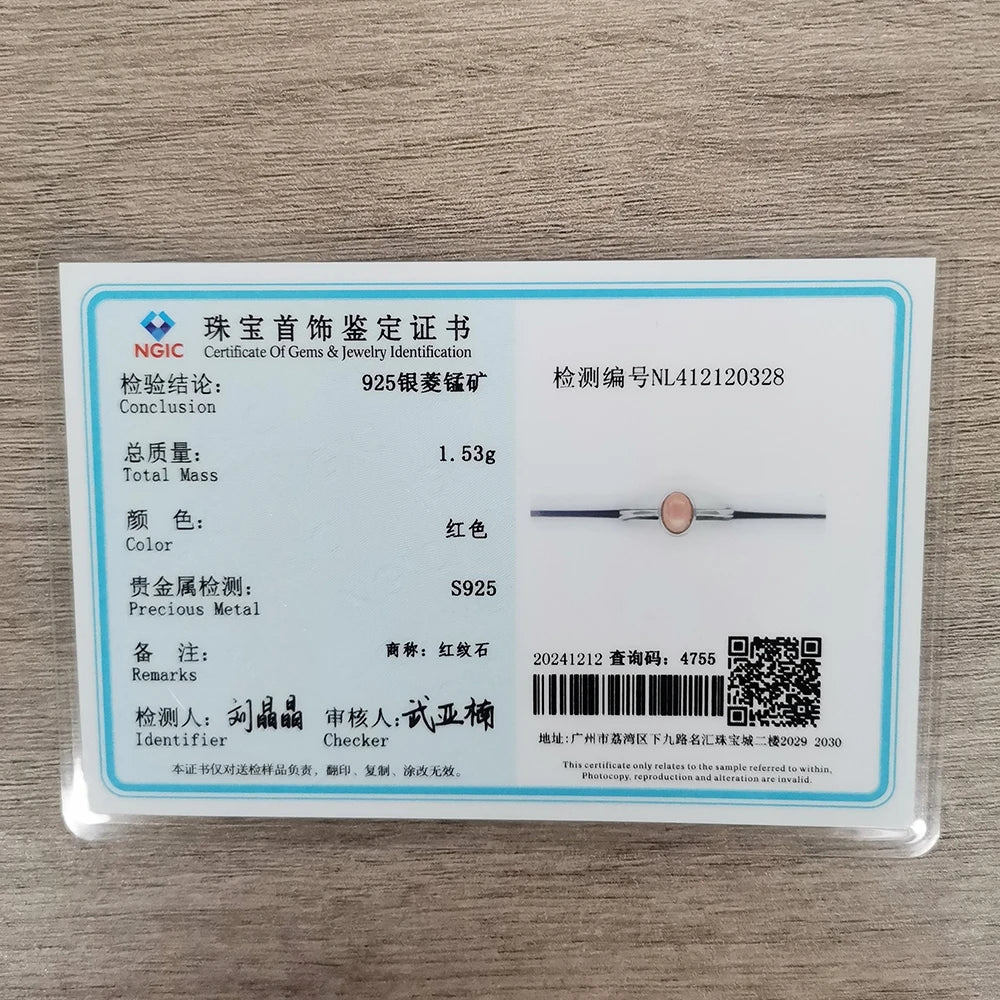 NGIC
珠宝首饰鉴定证书
Certificate Of Gems & Jewelry Identification
检验结论: 925银菱锰矿
Conclusion
总质量: 1.53g
Total Mass
颜 色: 红色
Color
贵金属检测: S925
Precious Metal
备 注: 商称: 红纹石
Remarks
检测人: 刘晶晶 审核人: 武亚楠
Identifier Checker
本证书仅对送检样品负责, 翻印、复制、涂改无效。
检测编号NL412120328
20241212 查询码: 4755
地址:广州市荔湾区下九路名汇珠宝城二楼2029 2030
This certificate only relates to the sample referred to within,
Photocopy, reproduction and alteration are invalid.